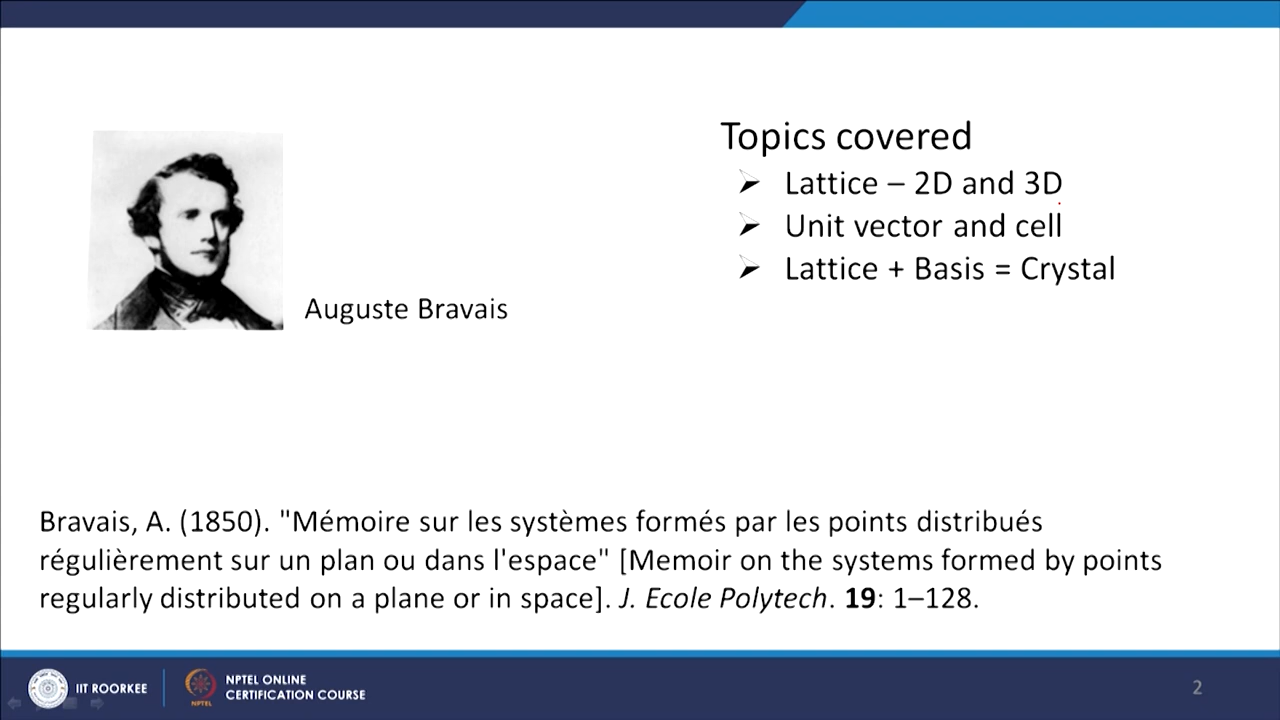 Topics covered
Lattice – 2D and 3D
Unit vector and cell
Lattice + Basis = Crystal
Auguste Bravais
Bravais, A. (1850). "Mémoire sur les systèmes formés par les points distribués
régulièrement sur un plan ou dans l'espace" [Memoir on the systems formed by points
regularly distributed on a plane or in space]. J. Ecole Polytech. 19: 1–128.
IIT ROORKEE
NPTEL
NPTEL ONLINE
CERTIFICATION COURSE
2